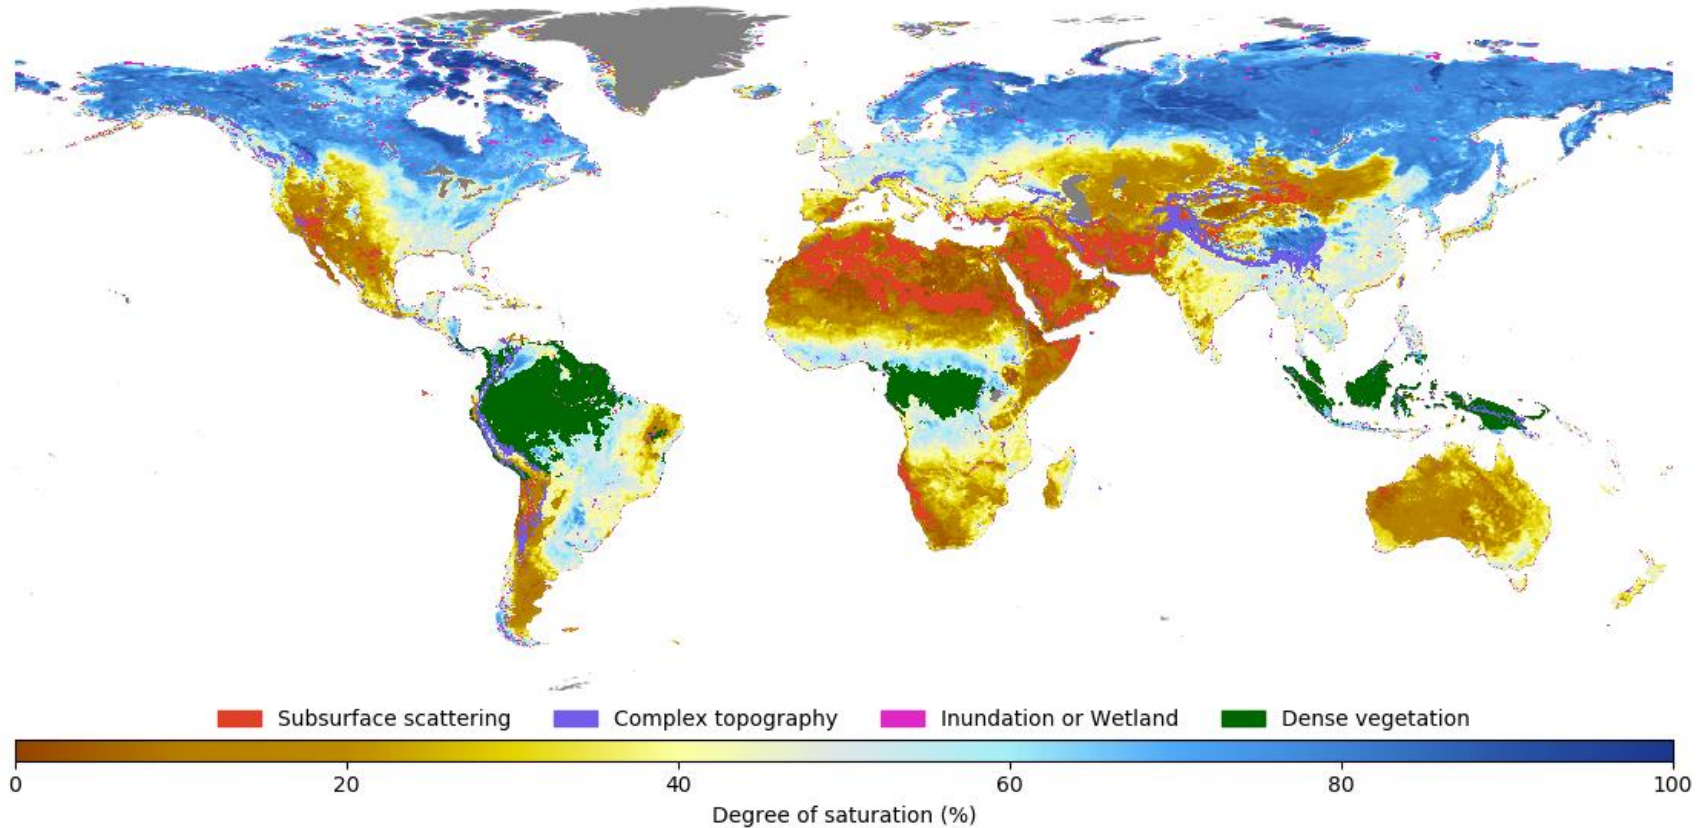 Subsurface scattering Complex topography Inundation or Wetland Dense vegetation
0 20 40 60 80 100
Degree of saturation (%)